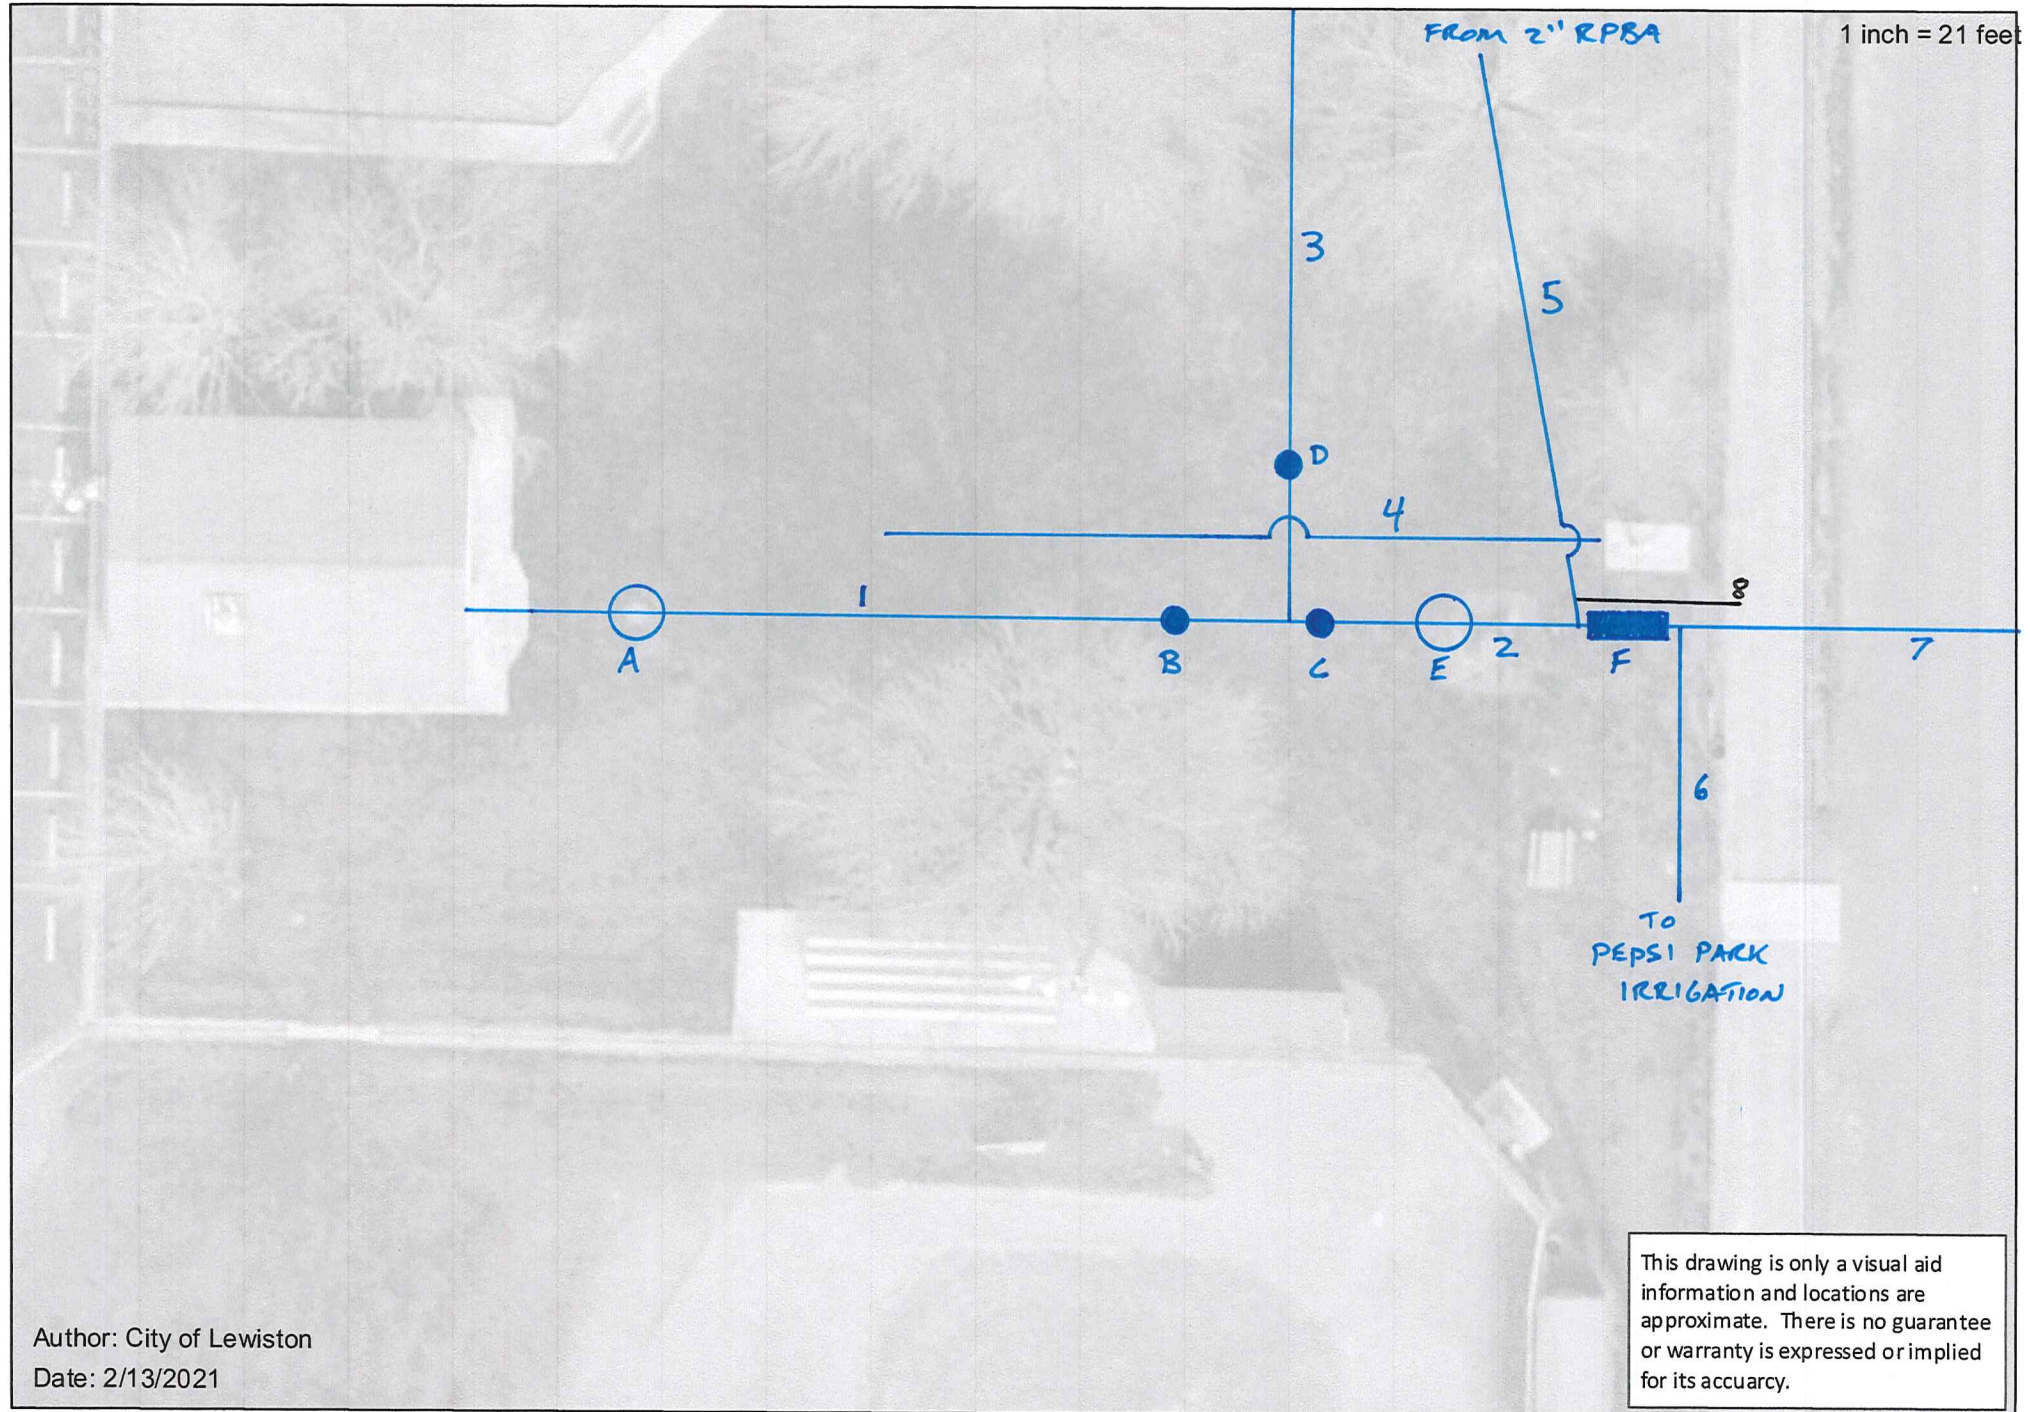 FROM 2" RPBA
1 inch = 21 feet
3
5
D
4
1
8
A
B
C
E
2
F
7
6
TO
PEPSI PARK
IRRIGATION
This drawing is only a visual aid
information and locations are
approximate. There is no guarantee
or warranty is expressed or implied
for its accuarcy.
Author: City of Lewiston
Date: 2/13/2021